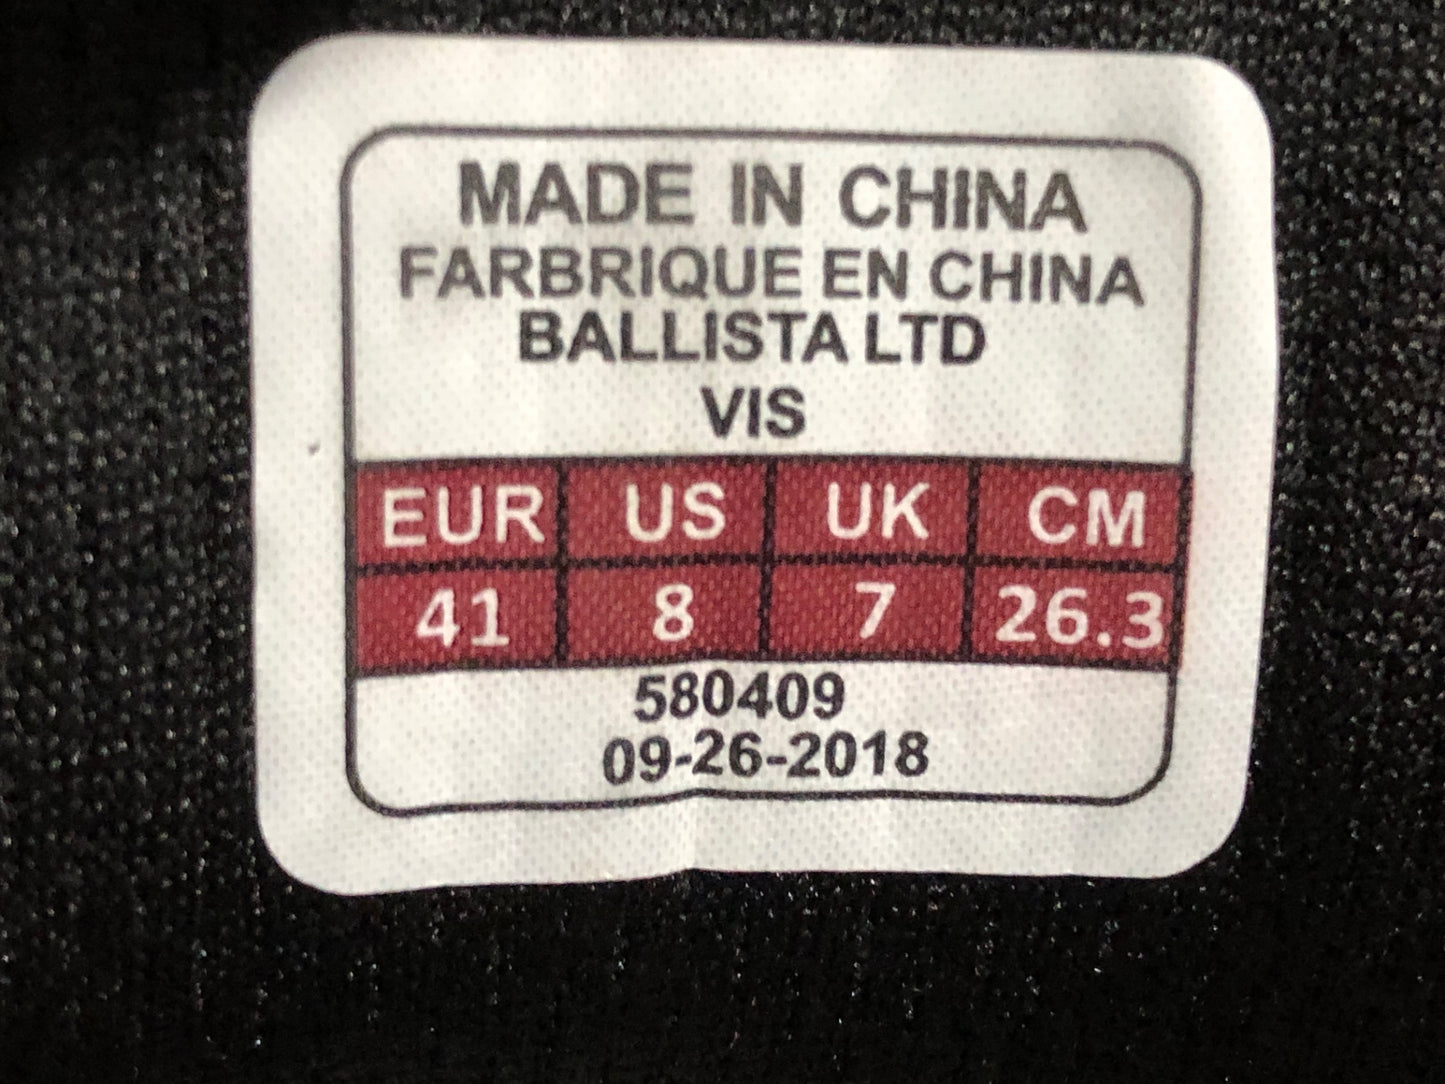 MADE IN CHINA
FARBRIQUE EN CHINA
BALLISTA LTD
VIS
EUR US UK CM
41 8 7 26.3
580409
09-26-2018